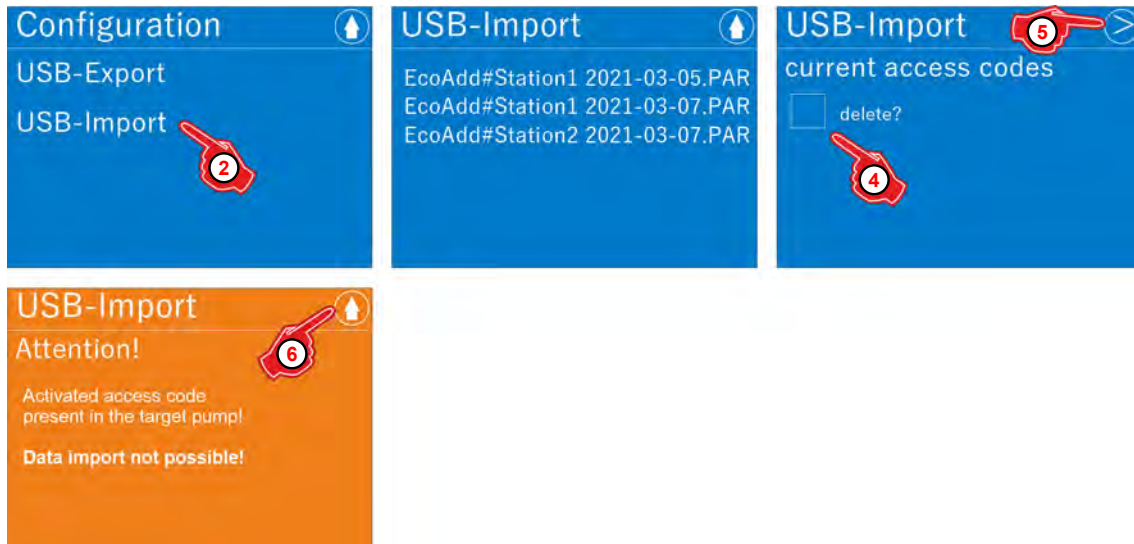 Configuration
USB-Export
USB-Import
2
USB-Import
EcoAdd#Station1 2021-03-05.PAR
EcoAdd#Station1 2021-03-07.PAR
EcoAdd#Station2 2021-03-07.PAR
USB-Import
5
current access codes
delete?
4
USB-Import
Attention!
6
Activated access code
present in the target pump!
Data import not possible!